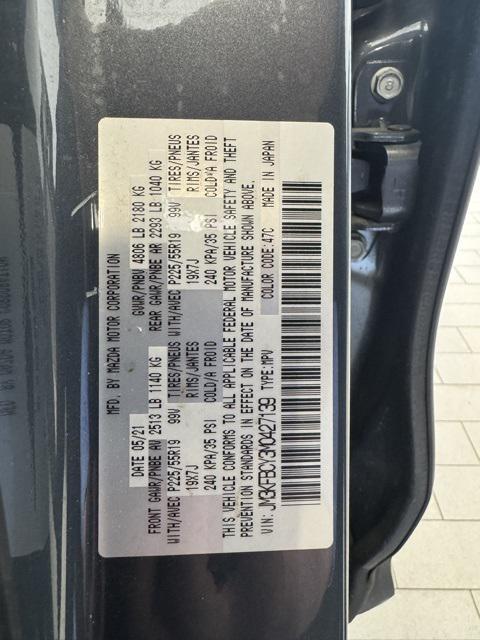 MFD. BY MAZDA MOTOR CORPORATION
DATE 05/21 GVWR/PNBV 4806 LB 2180 KG
FRONT GAWR/PNBE AV 2513 LB 1140 KG REAR GAWR/PNBE AR 2293 LB 1040 KG
WITH/AVEC P225/55R19 99V TIRES/PNEUS WITH/AVEC P225/55R19 99V TIRES/PNEUS
19X7J RIMS/JANTES 19X7J RIMS/JANTES
240 KPA/35 PSI COLD/A FROID 240 KPA/35 PSI COLD/A FROID
THIS VEHICLE CONFORMS TO ALL APPLICABLE FEDERAL MOTOR VEHICLE SAFETY AND THEFT
PREVENTION STANDARDS IN EFFECT ON THE DATE OF MANUFACTURE SHOWN ABOVE.
VIN: JM3KFBCV3M0427139 TYPE: MPV COLOR CODE: 47C MADE IN JAPAN